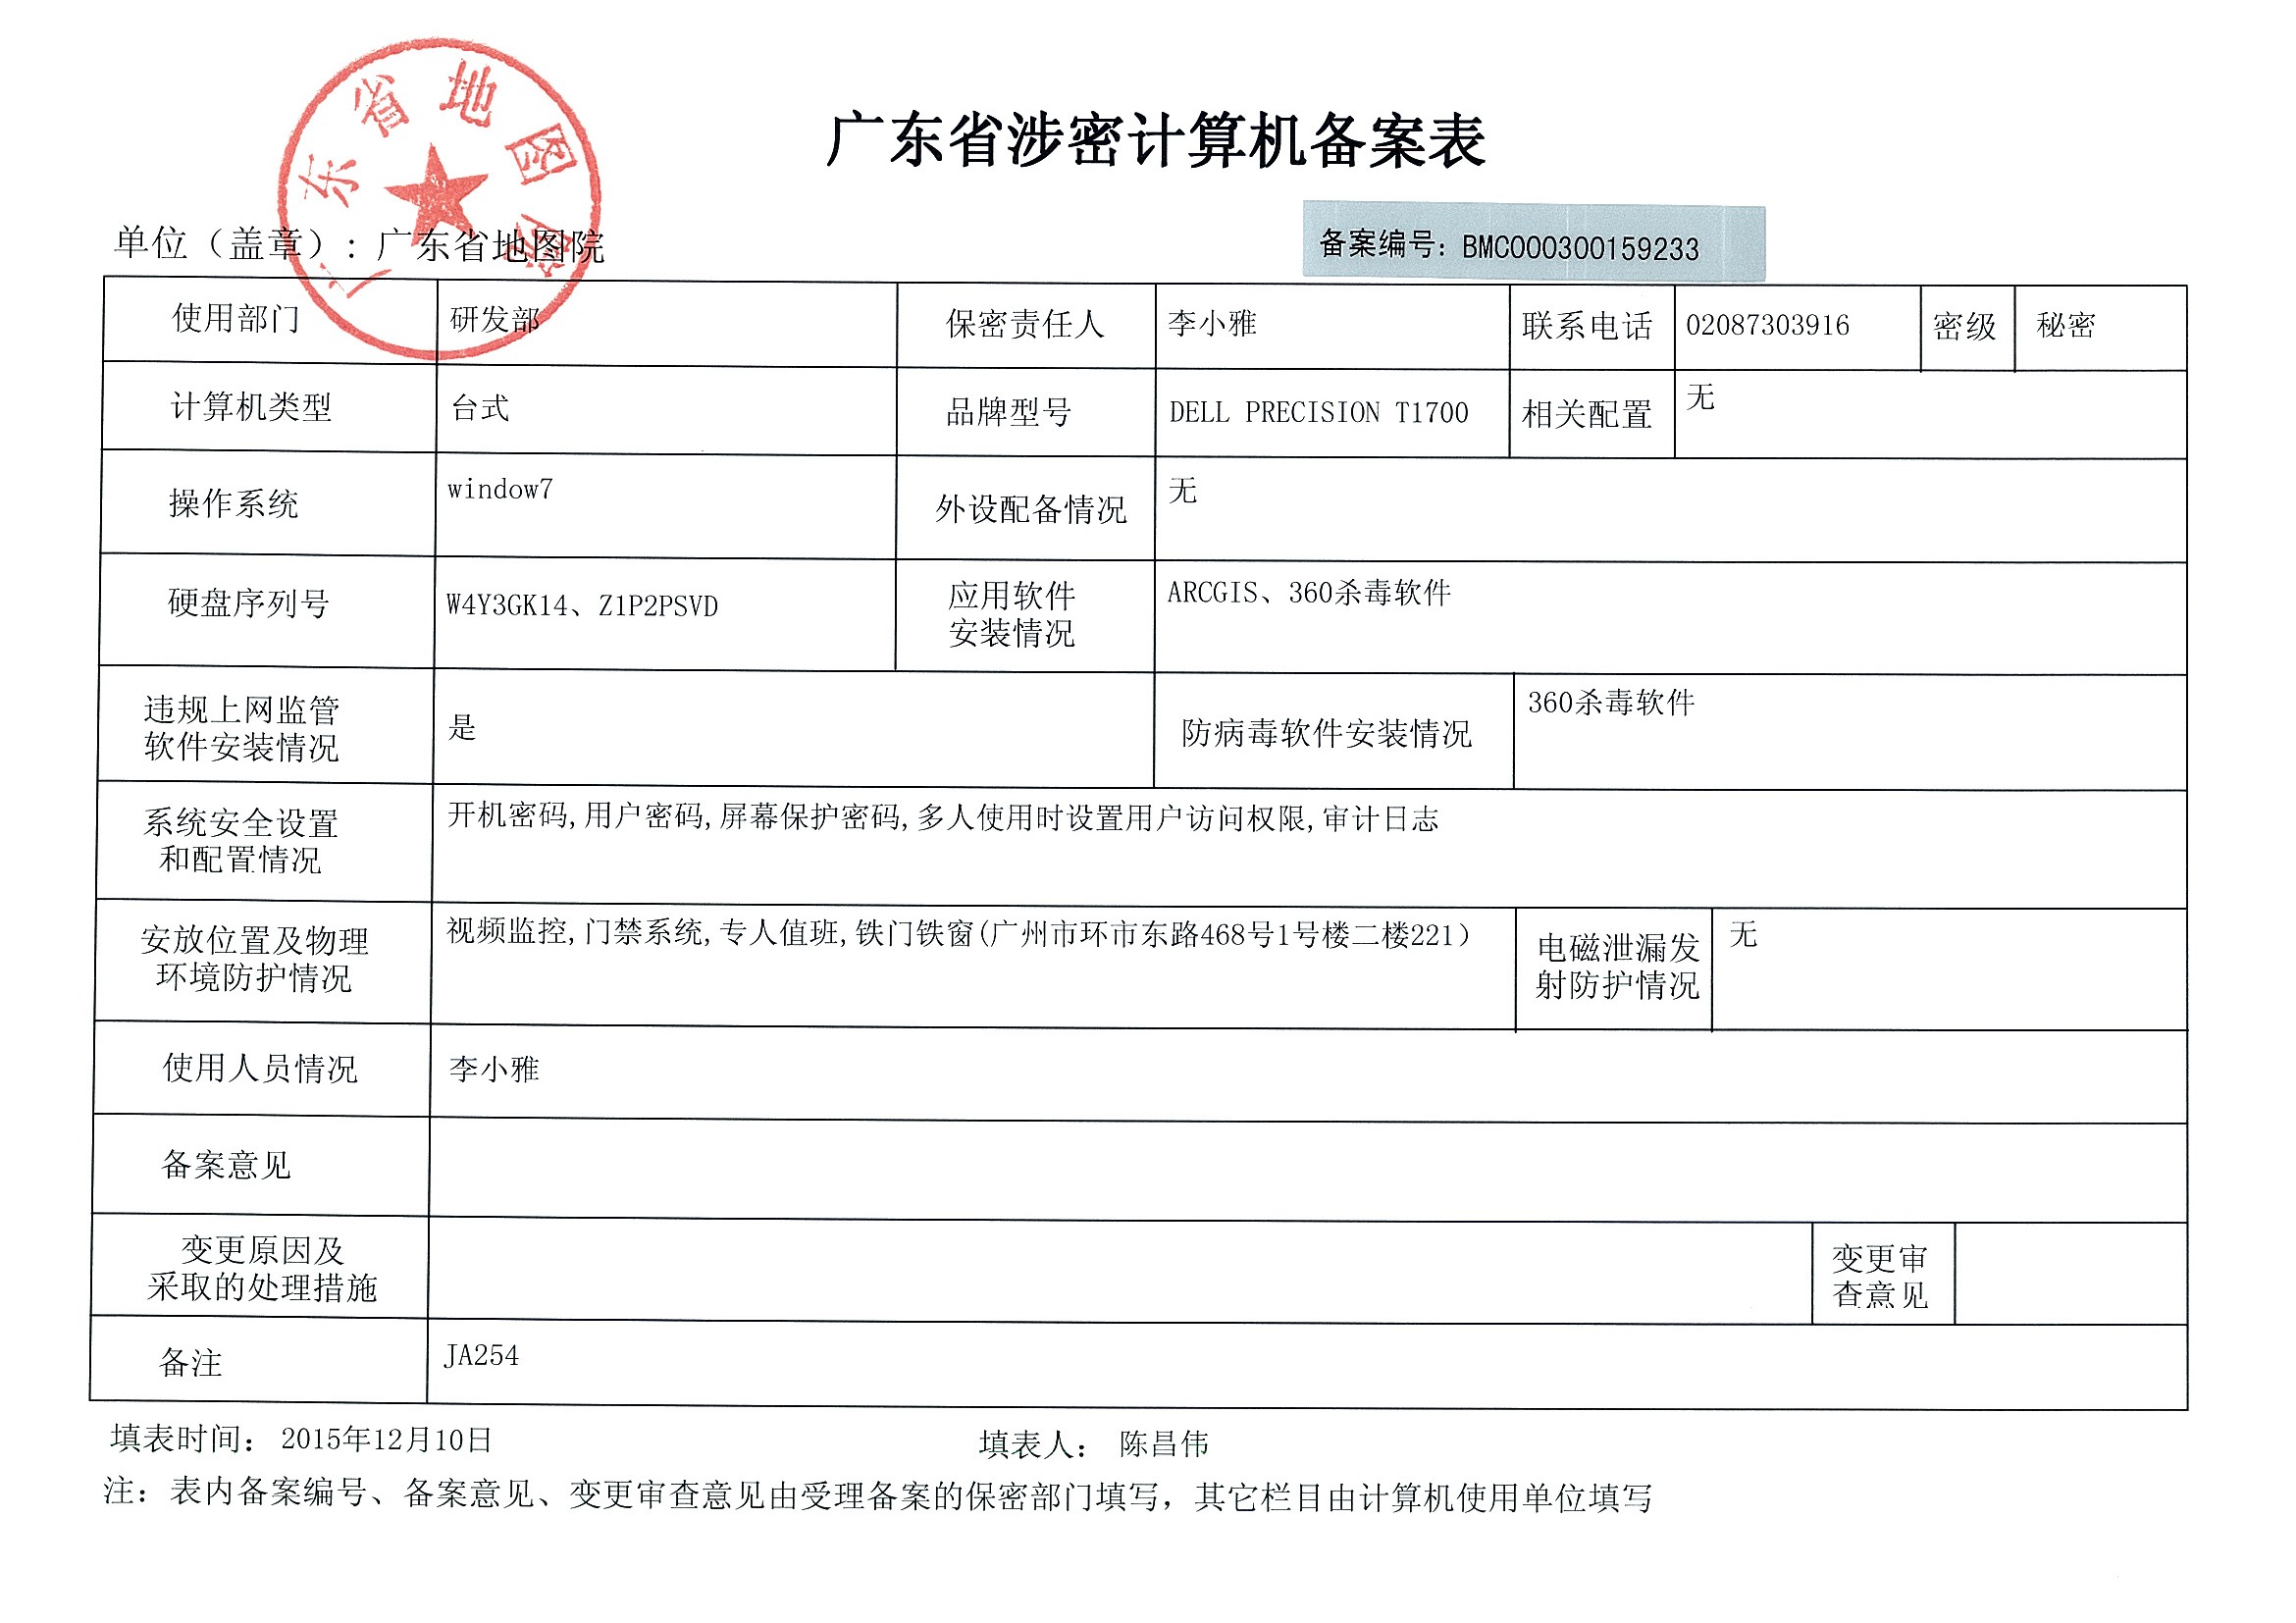 广东省地图院
广东省涉密计算机备案表
单位（盖章）: 广东省地图院
备案编号: BMC000300159233
使用部门 研发部 保密责任人 李小雅 联系电话 02087303916 密级 秘密
计算机类型 台式 品牌型号 DELL PRECISION T1700 相关配置 无
操作系统 window7 外设配备情况 无
硬盘序列号 W4Y3GK14、Z1P2PSVD 应用软件
安装情况 ARCGIS、360杀毒软件
违规上网监管
软件安装情况 是 防病毒软件安装情况 360杀毒软件
系统安全设置
和配置情况 开机密码,用户密码,屏幕保护密码,多人使用时设置用户访问权限,审计日志
安放位置及物理
环境防护情况 视频监控,门禁系统,专人值班,铁门铁窗(广州市环市东路468号1号楼二楼221）
电磁泄漏发
射防护情况 无
使用人员情况 李小雅
备案意见
变更原因及
采取的处理措施
变更审
查意见
备注 JA254
填表时间: 2015年12月10日 填表人: 陈昌伟
注: 表内备案编号、备案意见、变更审查意见由受理备案的保密部门填写，其它栏目由计算机使用单位填写